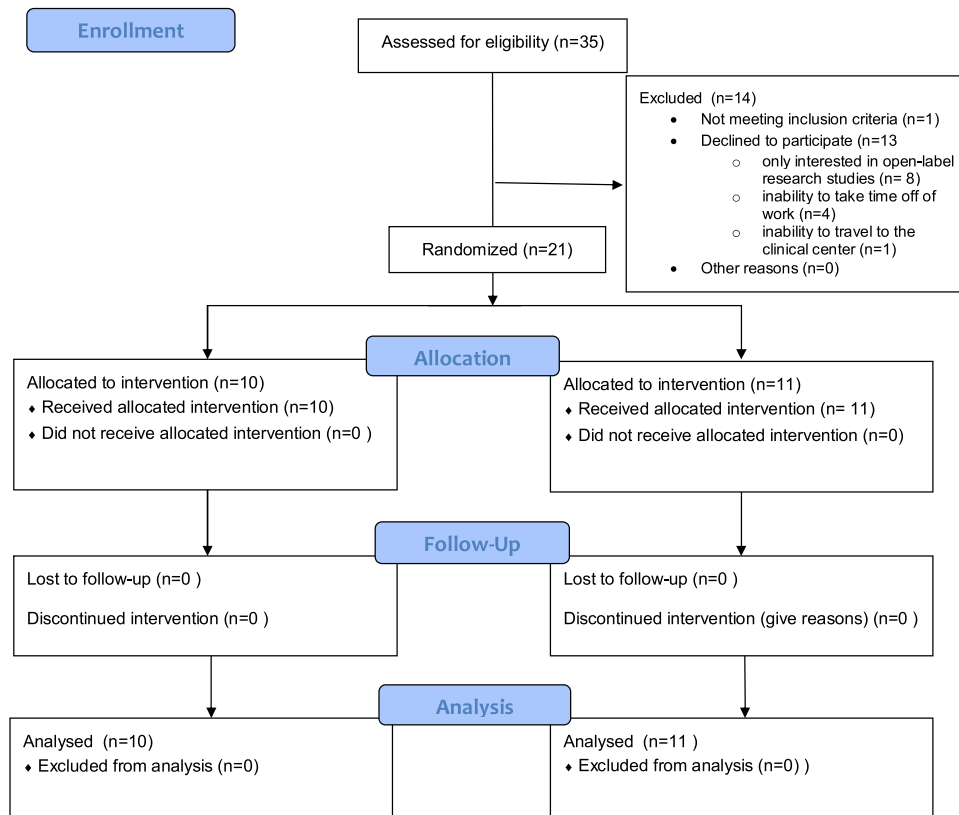 Enrollment
Assessed for eligibility (n=35)
Excluded  (n=14)
• Not meeting inclusion criteria (n=1)
• Declined to participate (n=13
o only interested in open-label
research studies (n= 8)
o inability to take time off of
work (n=4)
o inability to travel to the
clinical center (n=1)
• Other reasons (n=0)
Randomized (n=21)
Allocation
Allocated to intervention (n=10)
♦ Received allocated intervention (n=10)
♦ Did not receive allocated intervention (n=0 )
Allocated to intervention (n=11)
♦ Received allocated intervention (n= 11)
♦ Did not receive allocated intervention (n=0)
Follow-Up
Lost to follow-up (n=0 )
Discontinued intervention (n=0 )
Lost to follow-up (n=0 )
Discontinued intervention (give reasons) (n=0 )
Analysis
Analysed  (n=10)
♦ Excluded from analysis (n=0)
Analysed  (n=11 )
♦ Excluded from analysis (n=0) )